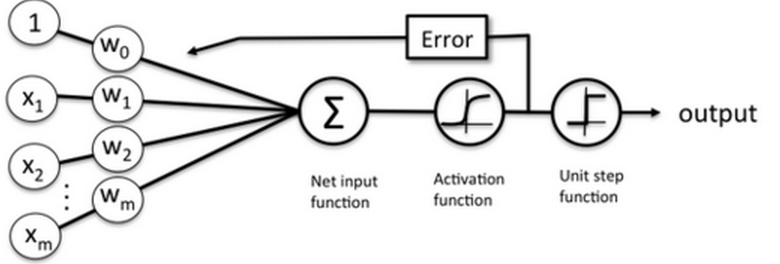 1
w0
Error
x1
w1
Σ
output
x2
w2
Net input
function
Activation
function
Unit step
function
⋮
wm
xm